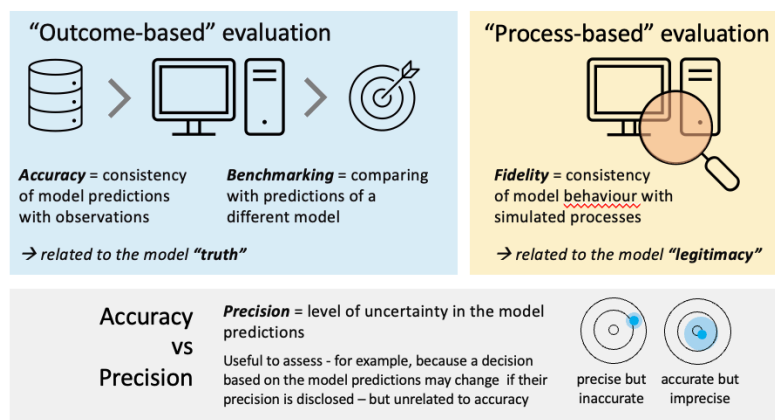 “Outcome-based” evaluation
Accuracy = consistency
of model predictions
with observations
Benchmarking = comparing
with predictions of a
different model
→ related to the model “truth”
“Process-based” evaluation
Fidelity = consistency
of model behaviour with
simulated processes
→ related to the model “legitimacy”
Accuracy
vs
Precision
Precision = level of uncertainty in the model
predictions
Useful to assess - for example, because a decision
based on the model predictions may change if their
precision is disclosed – but unrelated to accuracy
precise but
inaccurate
accurate but
imprecise